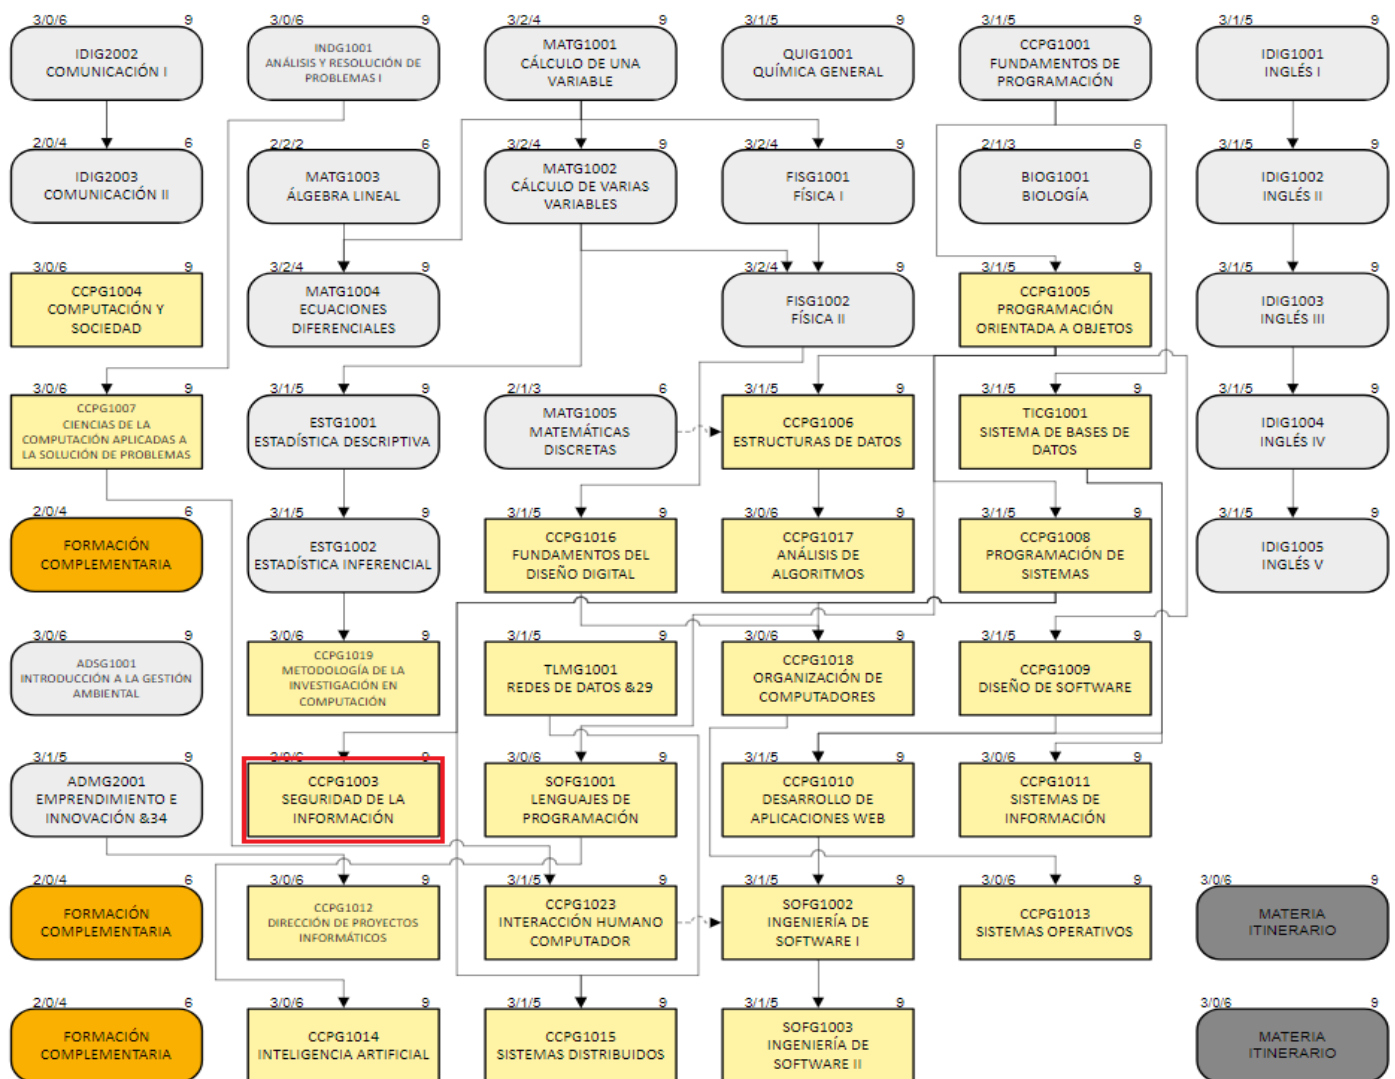 3/0/6 9 3/0/6 9 3/2/4 9 3/1/5 9 3/1/5 9 3/1/5 9
IDIG2002
COMUNICACIÓN I
INDG1001
ANÁLISIS Y RESOLUCIÓN DE
PROBLEMAS I
MATG1001
CÁLCULO DE UNA
VARIABLE
QUIG1001
QUÍMICA GENERAL
CCPG1001
FUNDAMENTOS DE
PROGRAMACIÓN
IDIG1001
INGLÉS I
2/0/4 6 2/2/2 6 3/2/4 9 3/2/4 9 2/1/3 6 3/1/5 9
IDIG2003
COMUNICACIÓN II
MATG1003
ÁLGEBRA LINEAL
MATG1002
CÁLCULO DE VARIAS
VARIABLES
FISG1001
FÍSICA I
BIOG1001
BIOLOGÍA
IDIG1002
INGLÉS II
3/0/6 9 3/2/4 9 3/2/4 9 3/1/5 9 3/1/5 9
CCPG1004
COMPUTACIÓN Y
SOCIEDAD
MATG1004
ECUACIONES
DIFERENCIALES
FISG1002
FÍSICA II
CCPG1005
PROGRAMACIÓN
ORIENTADA A OBJETOS
IDIG1003
INGLÉS III
3/0/6 9 3/1/5 9 2/1/3 6 3/1/5 9 3/1/5 9 3/1/5 9
CCPG1007
CIENCIAS DE LA
COMPUTACIÓN APLICADAS A
LA SOLUCIÓN DE PROBLEMAS
ESTG1001
ESTADÍSTICA DESCRIPTIVA
MATG1005
MATEMÁTICAS
DISCRETAS
CCPG1006
ESTRUCTURAS DE DATOS
TICG1001
SISTEMA DE BASES DE
DATOS
IDIG1004
INGLÉS IV
2/0/4 6 3/1/5 9 3/1/5 9 3/0/6 9 3/1/5 9 3/1/5 9
FORMACIÓN
COMPLEMENTARIA
ESTG1002
ESTADÍSTICA INFERENCIAL
CCPG1016
FUNDAMENTOS DEL
DISEÑO DIGITAL
CCPG1017
ANÁLISIS DE
ALGORITMOS
CCPG1008
PROGRAMACIÓN DE
SISTEMAS
IDIG1005
INGLÉS V
3/0/6 9 3/0/6 9 3/1/5 9 3/0/6 9 3/1/5 9
ADSG1001
INTRODUCCIÓN A LA GESTIÓN
AMBIENTAL
CCPG1019
METODOLOGÍA DE LA
INVESTIGACIÓN EN
COMPUTACIÓN
TLMG1001
REDES DE DATOS &29
CCPG1018
ORGANIZACIÓN DE
COMPUTADORES
CCPG1009
DISEÑO DE SOFTWARE
3/1/5 9 3/0/6 9 3/0/6 9 3/1/5 9 3/0/6 9
ADMG2001
EMPRENDIMIENTO E
INNOVACIÓN &34
CCPG1003
SEGURIDAD DE LA
INFORMACIÓN
SOFG1001
LENGUAJES DE
PROGRAMACIÓN
CCPG1010
DESARROLLO DE
APLICACIONES WEB
CCPG1011
SISTEMAS DE
INFORMACIÓN
2/0/4 6 3/0/6 9 3/1/5 9 3/1/5 9 3/0/6 9 3/0/6 9
FORMACIÓN
COMPLEMENTARIA
CCPG1012
DIRECCIÓN DE PROYECTOS
INFORMÁTICOS
CCPG1023
INTERACCIÓN HUMANO
COMPUTADOR
SOFG1002
INGENIERÍA DE
SOFTWARE I
CCPG1013
SISTEMAS OPERATIVOS
MATERIA
ITINERARIO
2/0/4 6 3/0/6 9 3/1/5 9 3/1/5 9 3/0/6 9
FORMACIÓN
COMPLEMENTARIA
CCPG1014
INTELIGENCIA ARTIFICIAL
CCPG1015
SISTEMAS DISTRIBUIDOS
SOFG1003
INGENIERÍA DE
SOFTWARE II
MATERIA
ITINERARIO